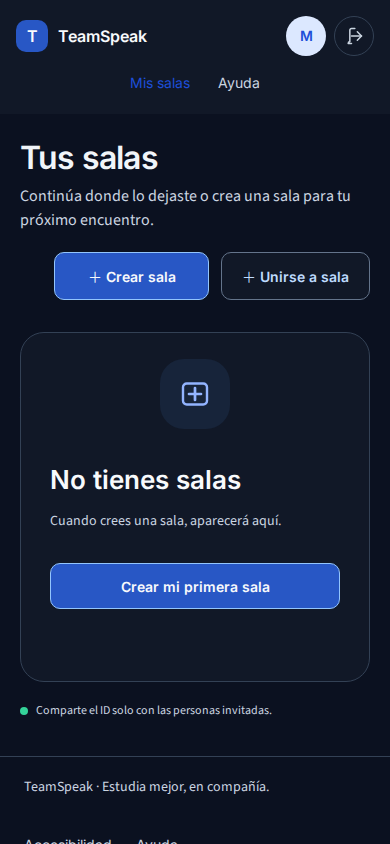 T TeamSpeak M
Mis salas Ayuda
Tus salas
Continúa donde lo dejaste o crea una sala para tu
próximo encuentro.
+ Crear sala + Unirse a sala
No tienes salas
Cuando crees una sala, aparecerá aquí.
Crear mi primera sala
Comparte el ID solo con las personas invitadas.
TeamSpeak · Estudia mejor, en compañía.
Accesibilidad Ayuda